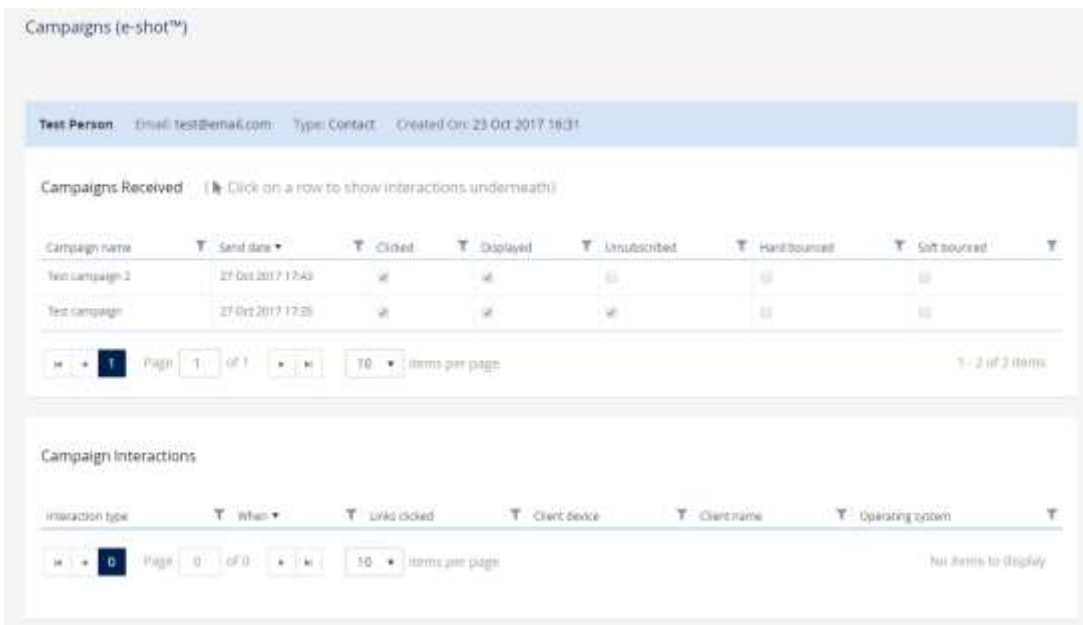 Campaigns (e-shot™)
Test Person Email: test@email.com Type: Contact Created On: 23 Oct 2017 16:31
Campaigns Received ( Click on a row to show interactions underneath)
Campaign name Send date Clicked Displayed Unsubscribed Hard bounced Soft bounced
Test campaign 2 27 Oct 2017 17:43
Test campaign 27 Oct 2017 17:35
1 Page 1 of 1 10 items per page 1 - 2 of 2 items
Campaign Interactions
Interaction type When Links clicked Client device Client name Operating system
0 Page 0 of 0 10 items per page No items to display